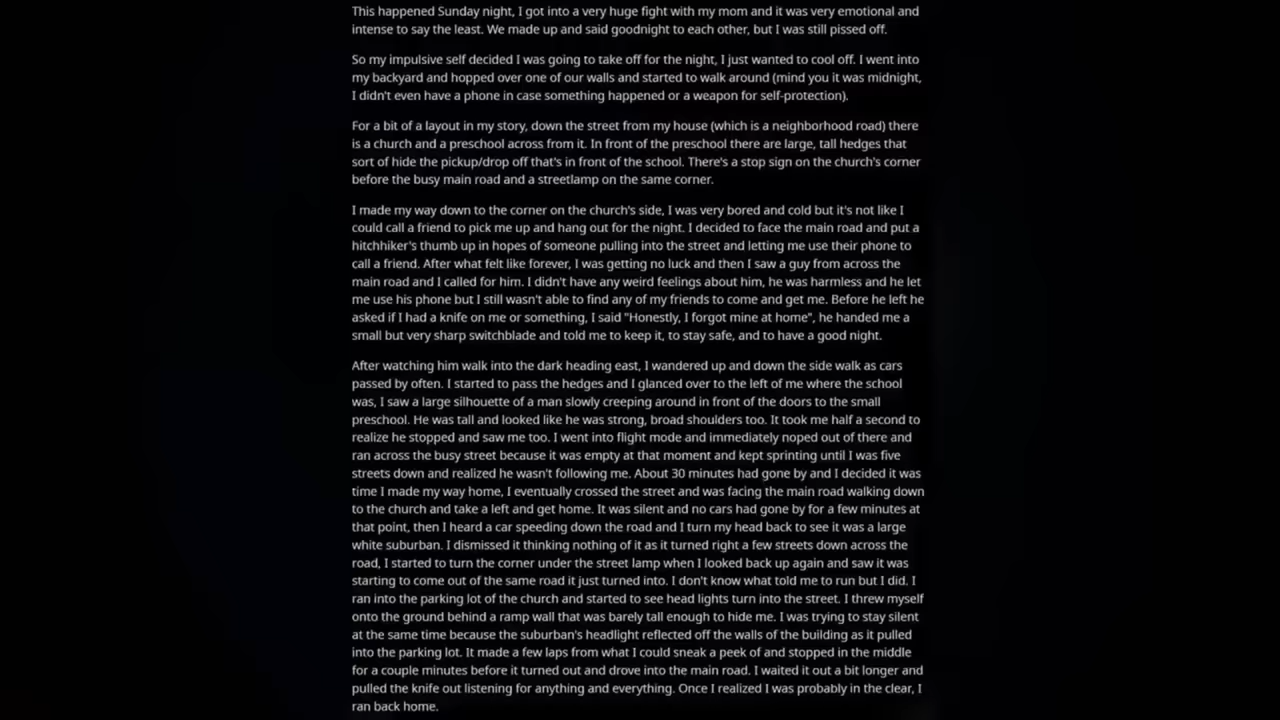 This happened Sunday night, I got into a very huge fight with my mom and it was very emotional and
intense to say the least. We made up and said goodnight to each other, but I was still pissed off.
So my impulsive self decided I was going to take off for the night, I just wanted to cool off. I went into
my backyard and hopped over one of our walls and started to walk around (mind you it was midnight,
I didn't even have a phone in case something happened or a weapon for self-protection).
For a bit of a layout in my story, down the street from my house (which is a neighborhood road) there
is a church and a preschool across from it. In front of the preschool there are large, tall hedges that
sort of hide the pickup/drop off that's in front of the school. There's a stop sign on the church's corner
before the busy main road and a streetlamp on the same corner.
I made my way down to the corner on the church's side, I was very bored and cold but it's not like I
could call a friend to pick me up and hang out for the night. I decided to face the main road and put a
hitchhiker's thumb up in hopes of someone pulling into the street and letting me use their phone to
call a friend. After what felt like forever, I was getting no luck and then I saw a guy from across the
main road and I called for him. I didn't have any weird feelings about him, he was harmless and he let
me use his phone but I still wasn't able to find any of my friends to come and get me. Before he left he
asked if I had a knife on me or something, I said "Honestly, I forgot mine at home", he handed me a
small but very sharp switchblade and told me to keep it, to stay safe, and to have a good night.
After watching him walk into the dark heading east, I wandered up and down the side walk as cars
passed by often. I started to pass the hedges and I glanced over to the left of me where the school
was, I saw a large silhouette of a man slowly creeping around in front of the doors to the small
preschool. He was tall and looked like he was strong, broad shoulders too. It took me half a second to
realize he stopped and saw me too. I went into flight mode and immediately noped out of there and
ran across the busy street because it was empty at that moment and kept sprinting until I was five
streets down and realized he wasn't following me. About 30 minutes had gone by and I decided it was
time I made my way home, I eventually crossed the street and was facing the main road walking down
to the church and take a left and get home. It was silent and no cars had gone by for a few minutes at
that point, then I heard a car speeding down the road and I turn my head back to see it was a large
white suburban. I dismissed it thinking nothing of it as it turned right a few streets down across the
road, I started to turn the corner under the street lamp when I looked back up again and saw it was
starting to come out of the same road it just turned into. I don't know what told me to run but I did. I
ran into the parking lot of the church and started to see head lights turn into the street. I threw myself
onto the ground behind a ramp wall that was barely tall enough to hide me. I was trying to stay silent
at the same time because the suburban's headlight reflected off the walls of the building as it pulled
into the parking lot. It made a few laps from what I could sneak a peek of and stopped in the middle
for a couple minutes before it turned out and drove into the main road. I waited it out a bit longer and
pulled the knife out listening for anything and everything. Once I realized I was probably in the clear, I
ran back home.